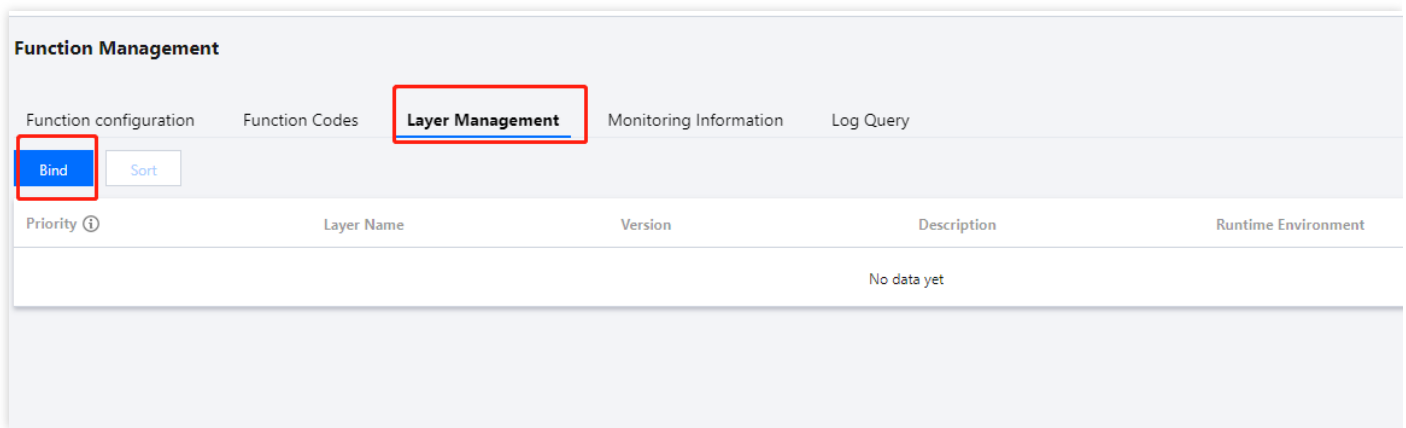 Function Management
Function configuration Function Codes Layer Management Monitoring Information Log Query
Bind Sort
Priority Layer Name Version Description Runtime Environment
No data yet